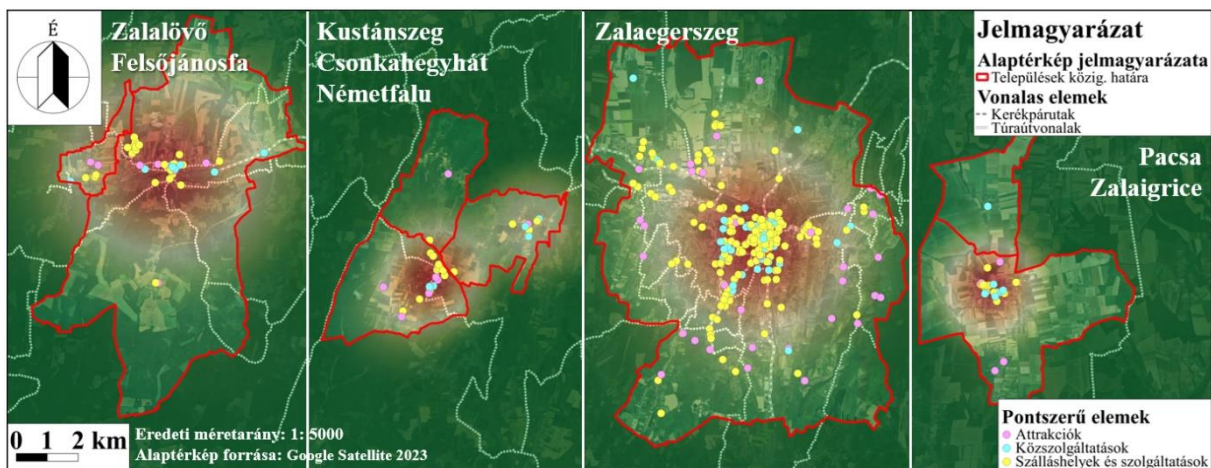 É
Zalalövő
Felsőjánosfa
Kustánszeg
Csonkahegyhát
Németfalu
Zalaegerszeg
Pacsa
Zalaigrice
Jelmagyarázat
Alaptérkép jelmagyarázata
Települések közig. határa
Vonalas elemek
Kerékpárutak
Túraútvonalak
0 1 2 km
Eredeti méretarány: 1: 5000
Alaptérkép forrása: Google Satellite 2023
Pontszerű elemek
Attrakciók
Közszolgáltatások
Szálláshelyek és szolgáltatások